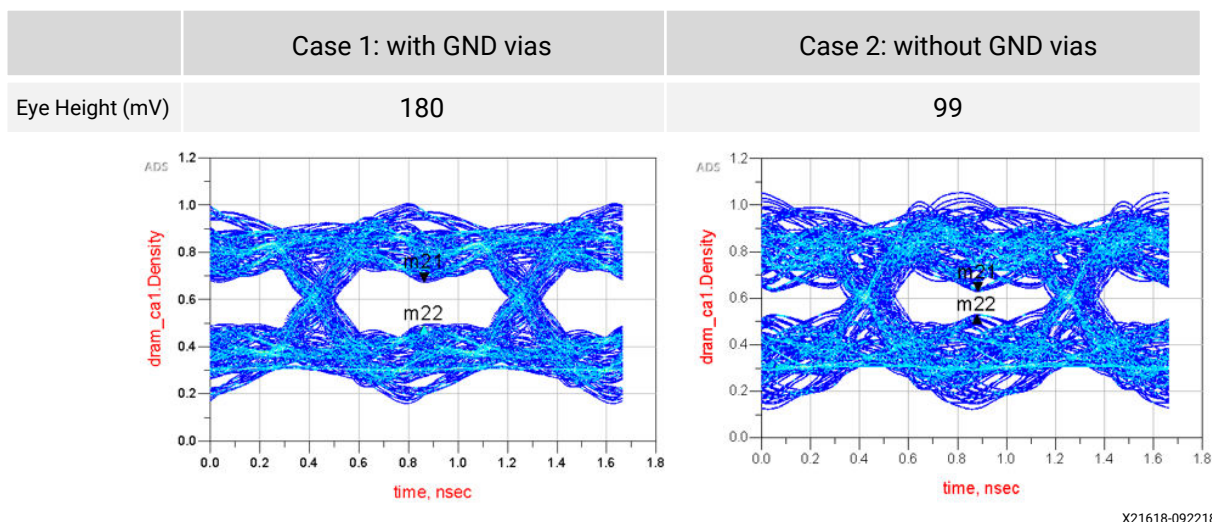 Case 1: with GND vias Case 2: without GND vias
Eye Height (mV) 180 99
ADS
dram_ca1.Density
1.2
1.0
0.8
0.6
0.4
0.2
0.0
m21
m22
0.0 0.2 0.4 0.6 0.8 1.0 1.2 1.4 1.6 1.8
time, nsec
ADS
dram_ca1.Density
1.2
1.0
0.8
0.6
0.4
0.2
0.0
m21
m22
0.0 0.2 0.4 0.6 0.8 1.0 1.2 1.4 1.6 1.8
time, nsec
X21618-092218